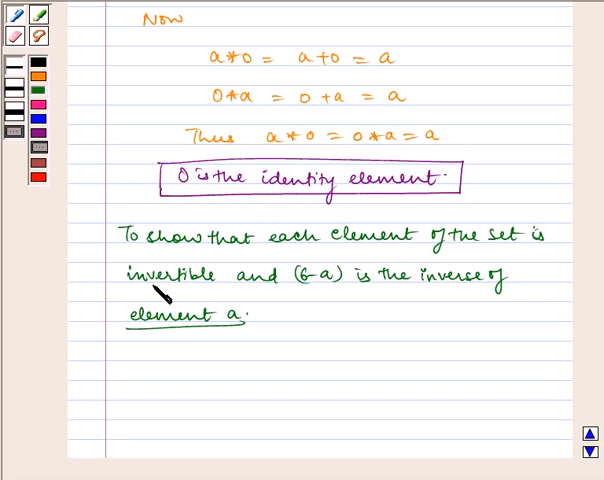 Now
a*0 = a+0 = a
0*a = 0+a = a
Thus a*0 = 0*a = a
0 is the identity element.
To show that each element of the set is
invertible and (6-a) is the inverse of
element a.